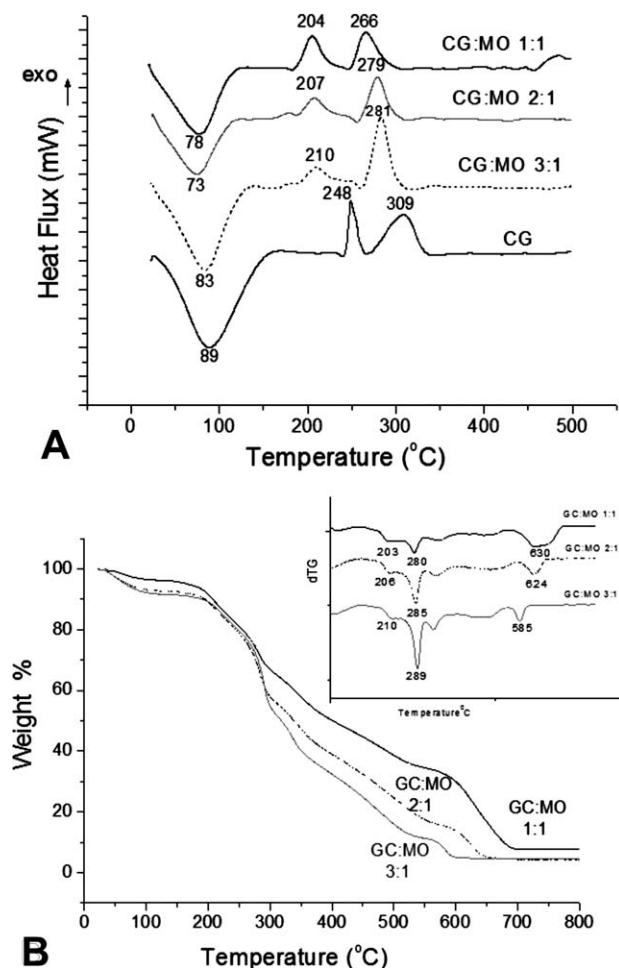 204
266
CG:MO 1:1
279
exo
207
CG:MO 2:1
78
281
73
210
CG:MO 3:1
248
309
CG
83
89
Heat Flux (mW)
0
100
200
300
400
500
Temperature (°C)
A
100
80
60
40
20
0
Weight %
GC:MO 1:1
203
280
630
GC:MO 2:1
206
285
624
GC:MO 3:1
210
585
289
dTG
Temperature°C
GC:MO
2:1
GC:MO
1:1
GC:MO
3:1
0
100
200
300
400
500
600
700
800
Temperature (°C)
B